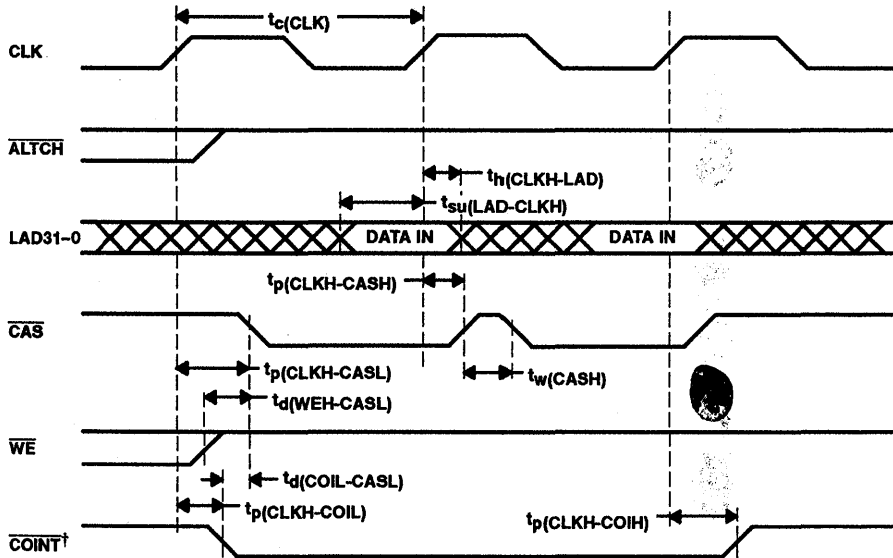 tc(CLK)
CLK
ALTCH
th(CLKH-LAD)
tsu(LAD-CLKH)
LAD31-0
DATA IN
DATA IN
tp(CLKH-CASH)
CAS
tp(CLKH-CASL)
tw(CASH)
td(WEH-CASL)
WE
td(COIL-CASL)
tp(CLKH-COIL)
tp(CLKH-COIH)
COINT†